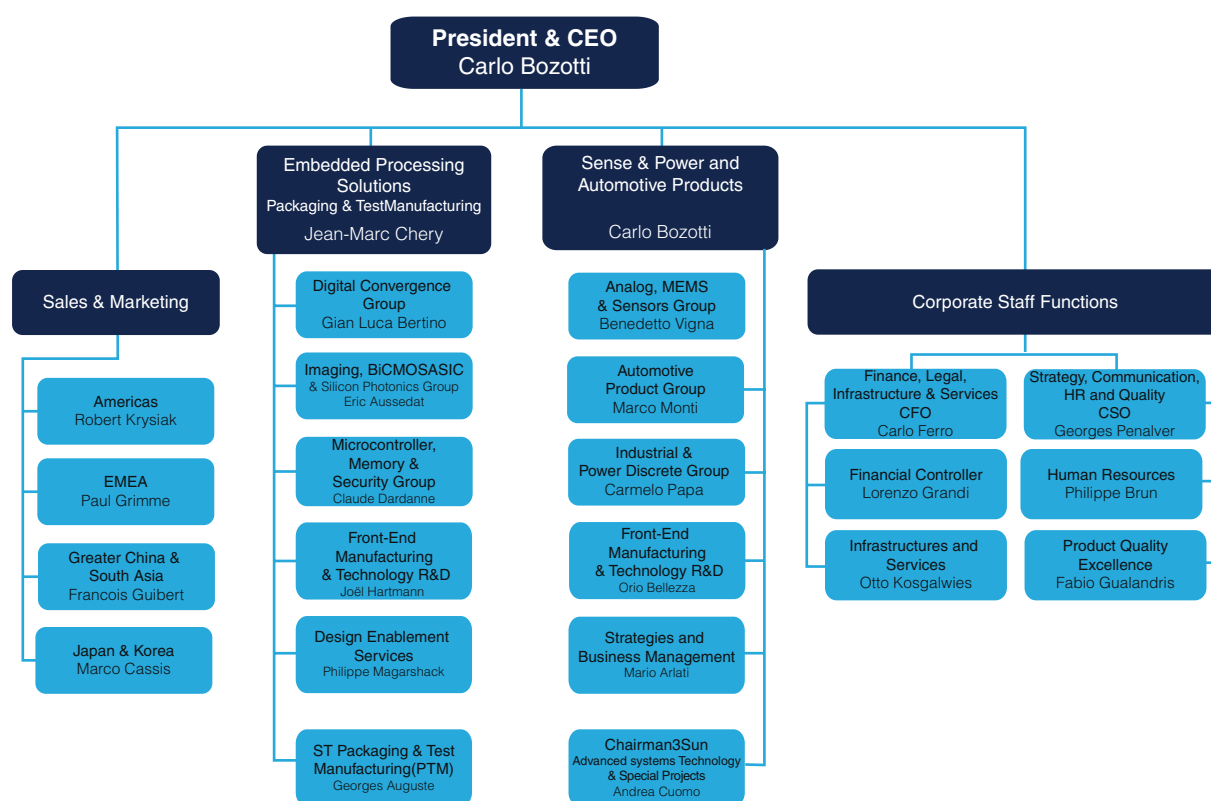 President & CEO
Carlo Bozotti
Embedded Processing
Solutions
Packaging & TestManufacturing
Jean-Marc Chery
Sense & Power and
Automotive Products
Carlo Bozotti
Sales & Marketing
Corporate Staff Functions
Americas
Robert Krysiak
EMEA
Paul Grimme
Greater China &
South Asia
Francois Guibert
Japan & Korea
Marco Cassis
Digital Convergence
Group
Gian Luca Bertino
Imaging, BiCMOSASIC
& Silicon Photonics Group
Eric Aussedat
Microcontroller,
Memory &
Security Group
Claude Dardanne
Front-End
Manufacturing
& Technology R&D
Joël Hartmann
Design Enablement
Services
Philippe Magarshack
ST Packaging & Test
Manufacturing(PTM)
Georges Auguste
Analog, MEMS
& Sensors Group
Benedetto Vigna
Automotive
Product Group
Marco Monti
Industrial &
Power Discrete Group
Carmelo Papa
Front-End
Manufacturing
& Technology R&D
Orio Bellezza
Strategies and
Business Management
Mario Arlati
Chairman3Sun
Advanced systems Technology
& Special Projects
Andrea Cuomo
Finance, Legal,
Infrastructure & Services
CFO
Carlo Ferro
Financial Controller
Lorenzo Grandi
Infrastructures and
Services
Otto Kosgalwies
Strategy, Communication,
HR and Quality
CSO
Georges Penalver
Human Resources
Philippe Brun
Product Quality
Excellence
Fabio Gualandris